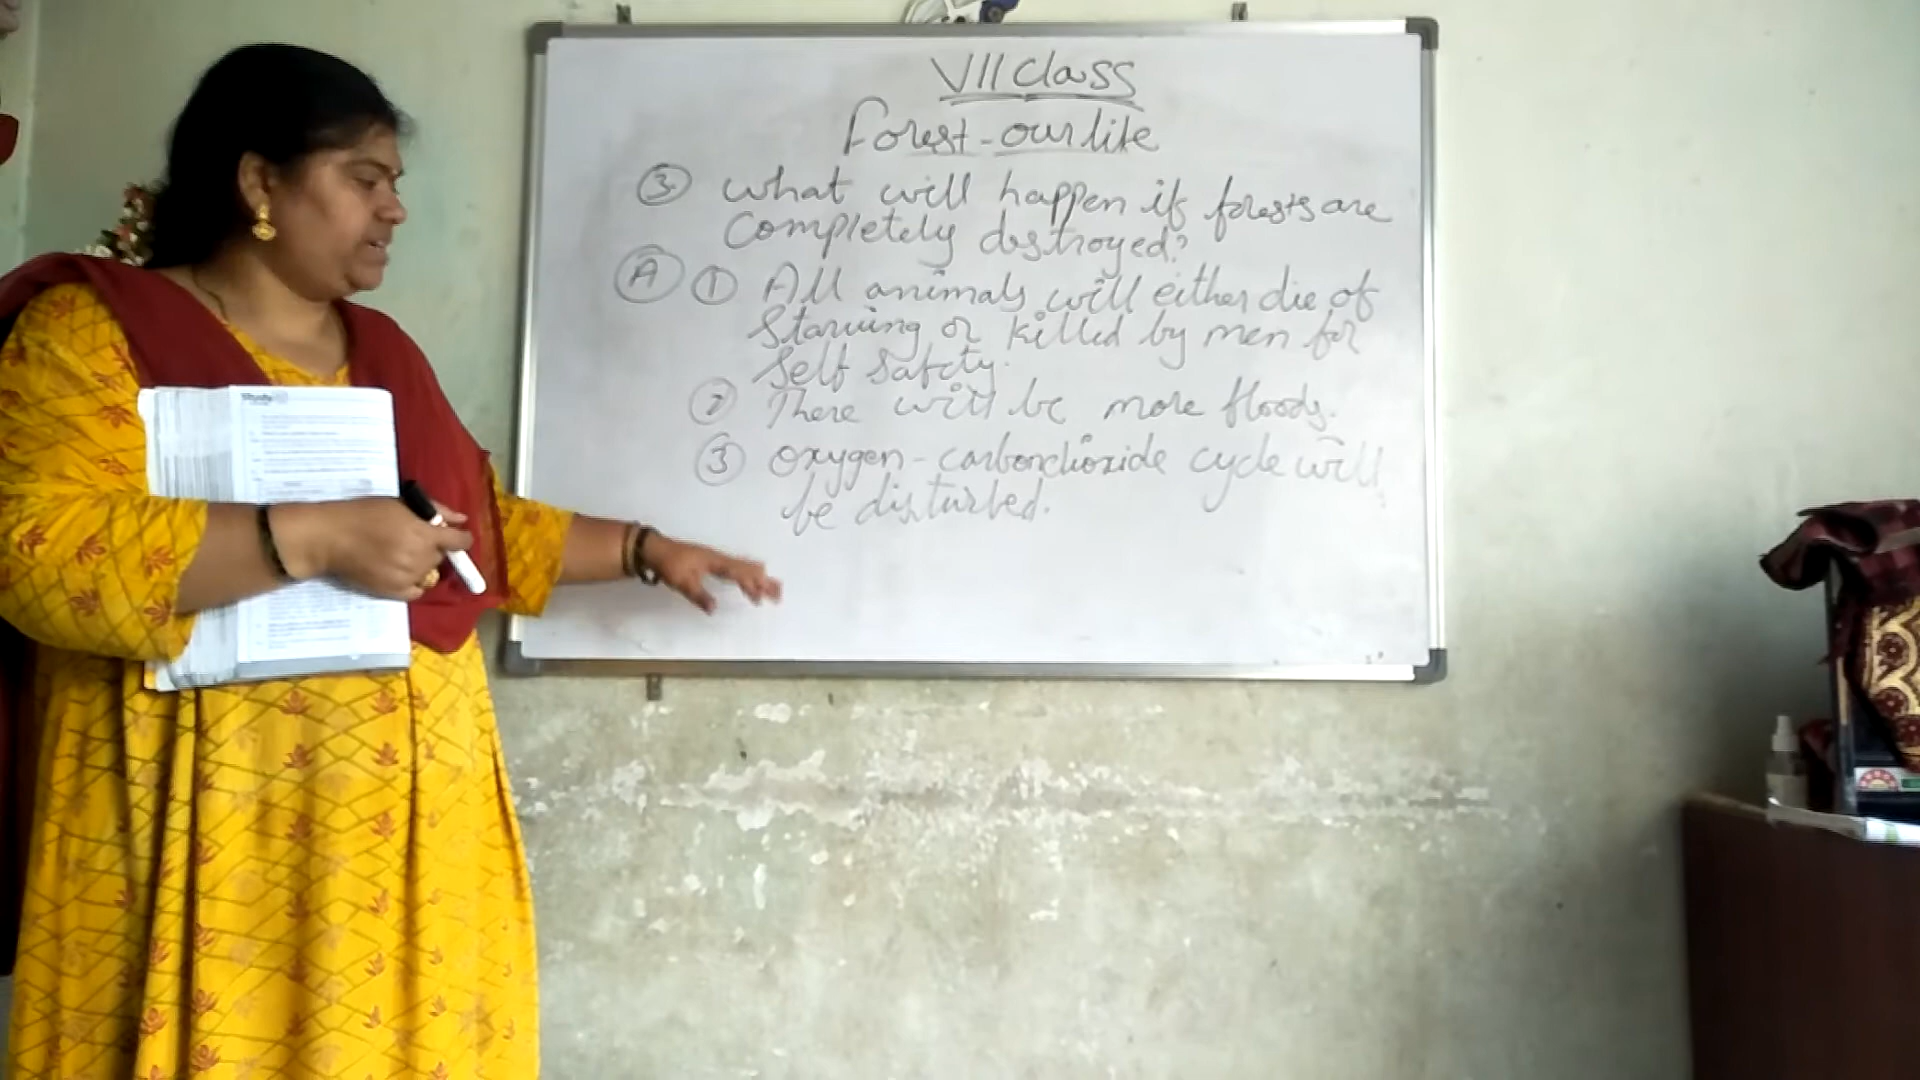 VII Class
Forest - our life
③ what will happen if forests are
completely destroyed?
Ⓐ ① All animals will either die of
Starving or killed by men for
Self Safety.
② There will be more floods.
③ oxygen - carbondioxide cycle will
be disturbed.